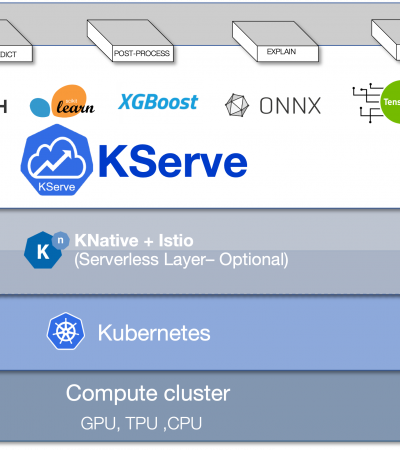 DICT
POST-PROCESS
EXPLAIN
H
learn
XGBoost
ONNX
Tens
KServe
KServe
n
K
KNative + Istio
(Serverless Layer– Optional)
Kubernetes
Compute cluster
GPU, TPU ,CPU